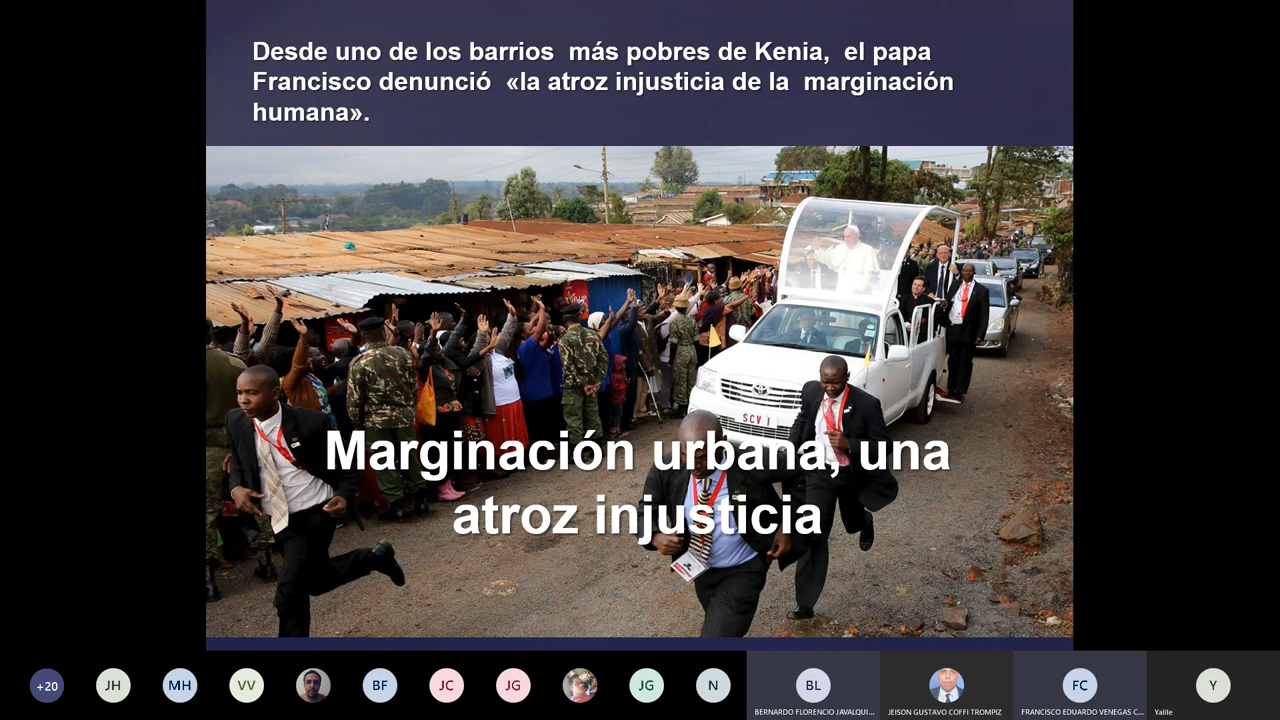 Desde uno de los barrios más pobres de Kenia, el papa
Francisco denunció «la atroz injusticia de la marginación
humana».
SCV 1
Marginación urbana, una
atroz injusticia
+20
JH
MH
VV
BF
JC
JG
JG
N
BL
FC
Y
BERNARDO FLORENCIO JAVALQUI...
JEISON GUSTAVO COFFI TROMPIZ
FRANCISCO EDUARDO VENEGAS C...
Yalile